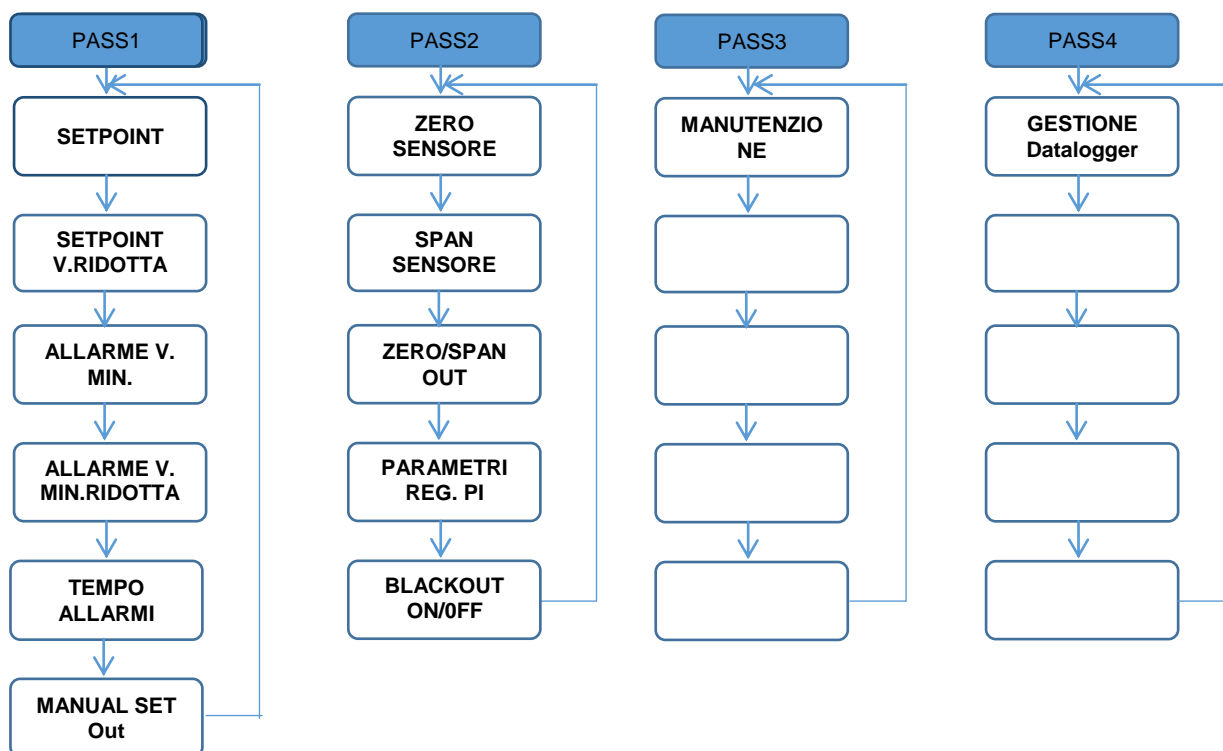 PASS1
SETPOINT
SETPOINT
V.RIDOTTA
ALLARME V.
MIN.
ALLARME V.
MIN.RIDOTTA
TEMPO
ALLARMI
MANUAL SET
Out
PASS2
ZERO
SENSORE
SPAN
SENSORE
ZERO/SPAN
OUT
PARAMETRI
REG. PI
BLACKOUT
ON/0FF
PASS3
MANUTENZIO
NE
PASS4
GESTIONE
Datalogger